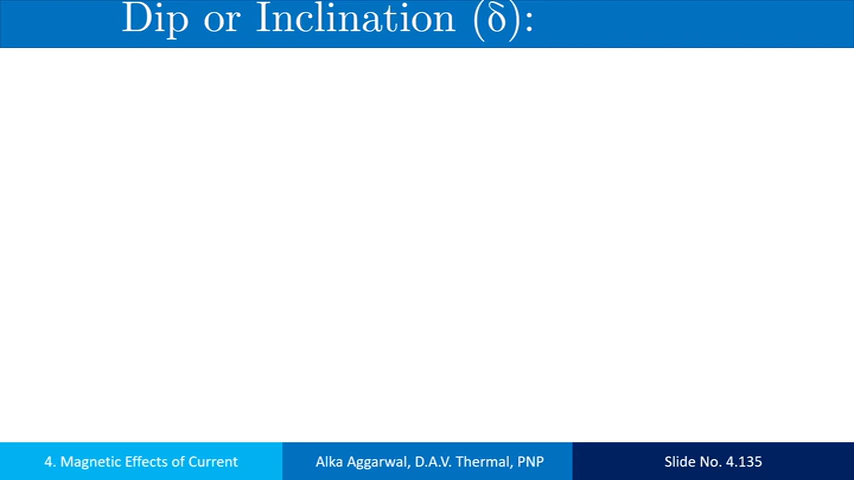 Dip or Inclination (δ):
4. Magnetic Effects of Current
Alka Aggarwal, D.A.V. Thermal, PNP
Slide No. 4.135